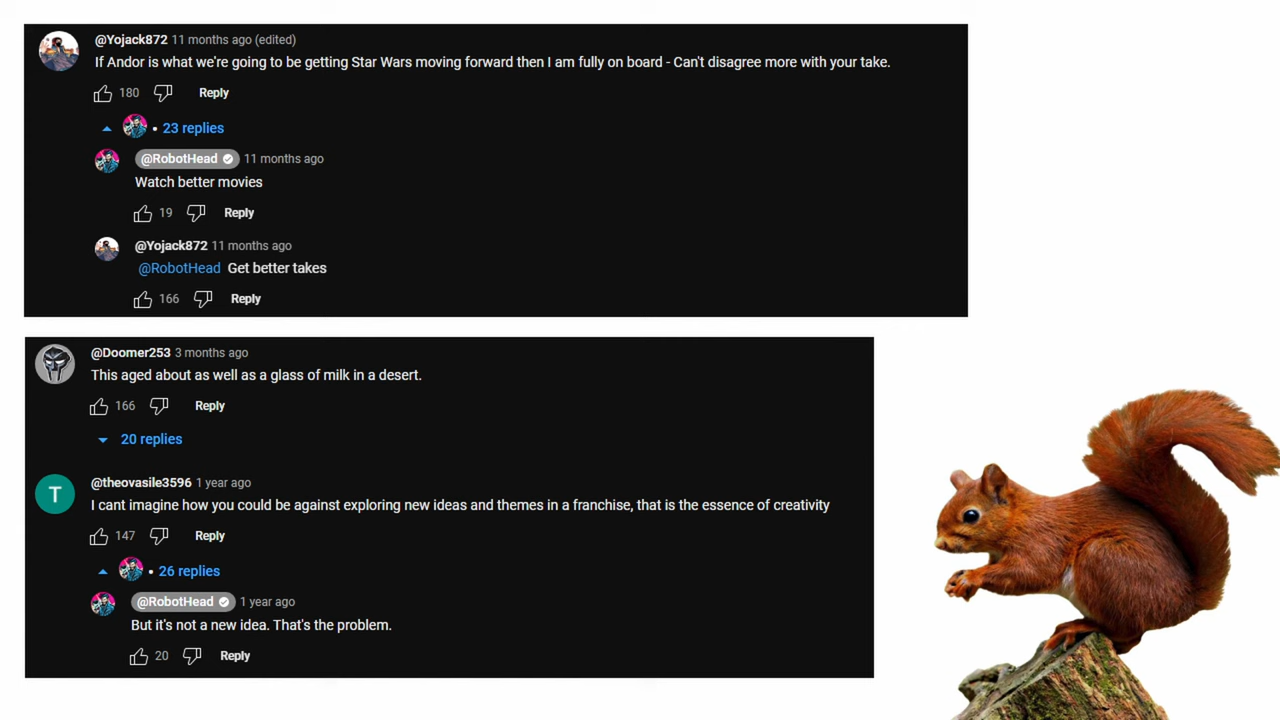 @Yojack872 11 months ago (edited)
If Andor is what we're going to be getting Star Wars moving forward then I am fully on board - Can't disagree more with your take.
180 Reply
• 23 replies
@RobotHead 11 months ago
Watch better movies
19 Reply
@Yojack872 11 months ago
@RobotHead Get better takes
166 Reply
@Doomer253 3 months ago
This aged about as well as a glass of milk in a desert.
166 Reply
20 replies
T
@theovasile3596 1 year ago
I cant imagine how you could be against exploring new ideas and themes in a franchise, that is the essence of creativity
147 Reply
• 26 replies
@RobotHead 1 year ago
But it's not a new idea. That's the problem.
20 Reply